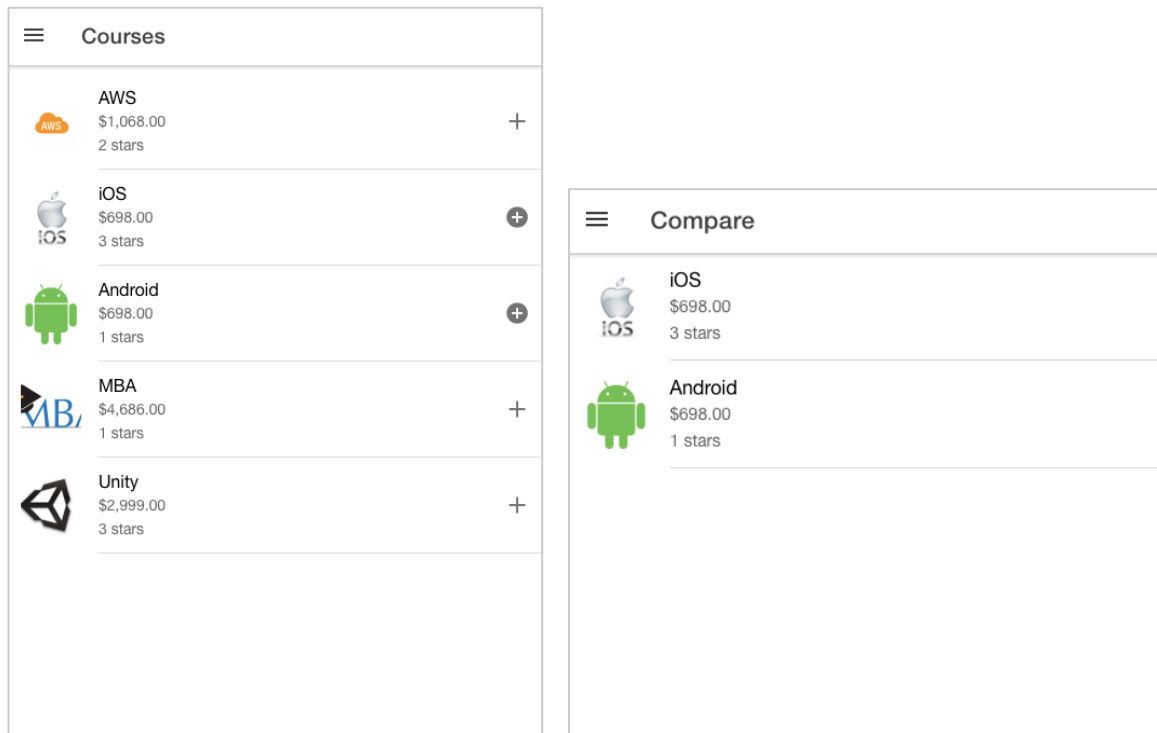 Courses
AWS
AWS
$1,068.00
2 stars
iOS
iOS
$698.00
3 stars
Android
$698.00
1 stars
MBA
MBA
$4,686.00
1 stars
Unity
$2,999.00
3 stars
Compare
iOS
iOS
$698.00
3 stars
Android
$698.00
1 stars